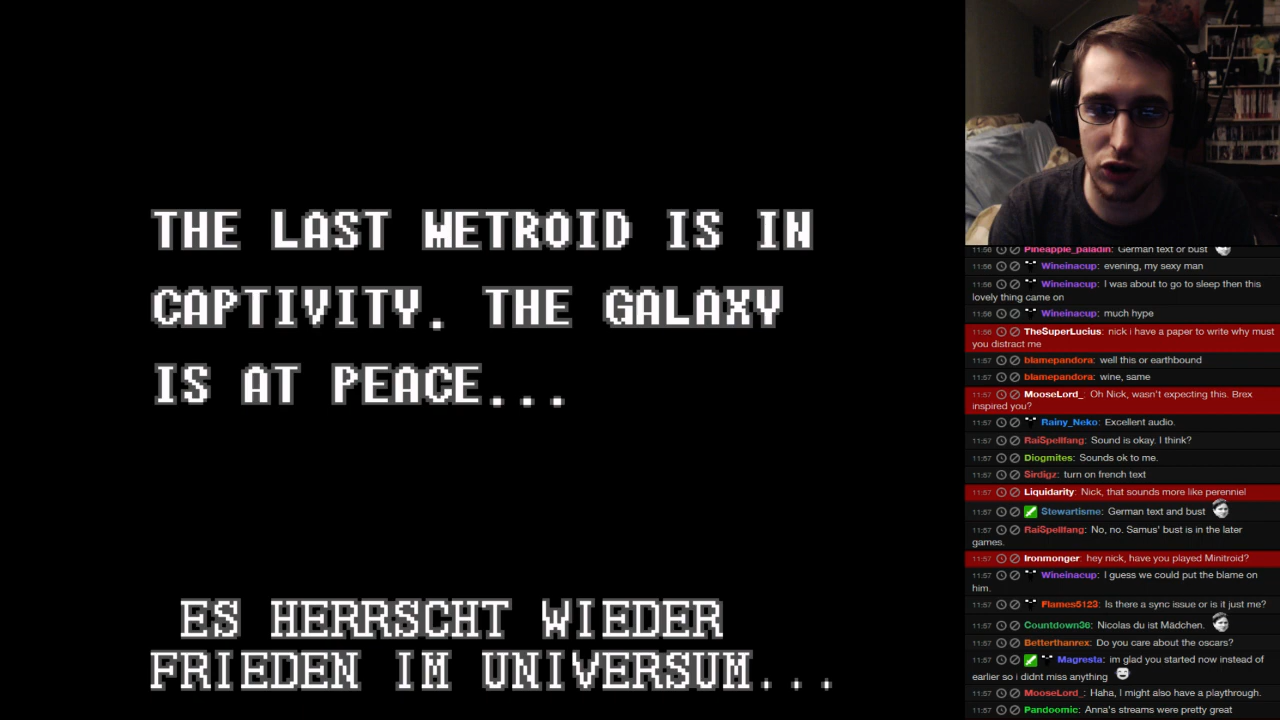 THE LAST METROID IS IN
CAPTIVITY. THE GALAXY
IS AT PEACE...
ES HERRSCHT WIEDER
FRIEDEN IM UNIVERSUM...
11:56 Pineapple_paladin: German text or bust
11:56 Wineinacup: evening, my sexy man
11:56 Wineinacup: I was about to go to sleep then this
lovely thing came on
11:56 Wineinacup: much hype
11:56 TheSuperLucius: nick i have a paper to write why must
you distract me
11:57 blamepandora: well this or earthbound
11:57 blamepandora: wine, same
11:57 MooseLord_: Oh Nick, wasn't expecting this. Brex
inspired you?
11:57 Rainy_Neko: Excellent audio.
11:57 RaiSpellfang: Sound is okay. I think?
11:57 Diogmites: Sounds ok to me.
11:57 Sirdigz: turn on french text
11:57 Liquidarity: Nick, that sounds more like perenniel
11:57 Stewartisme: German text and bust
11:57 RaiSpellfang: No, no. Samus' bust is in the later
games.
11:57 Ironmonger: hey nick, have you played Minitroid?
11:57 Wineinacup: I guess we could put the blame on
him.
11:57 Flames5123: Is there a sync issue or is it just me?
11:57 Countdown36: Nicolas du ist Mädchen.
11:57 Betterthanrex: Do you care about the oscars?
11:57 Magresta: im glad you started now instead of
earlier so i didnt miss anything
11:57 MooseLord_: Haha, I might also have a playthrough.
11:57 Pandoomic: Anna's streams were pretty great